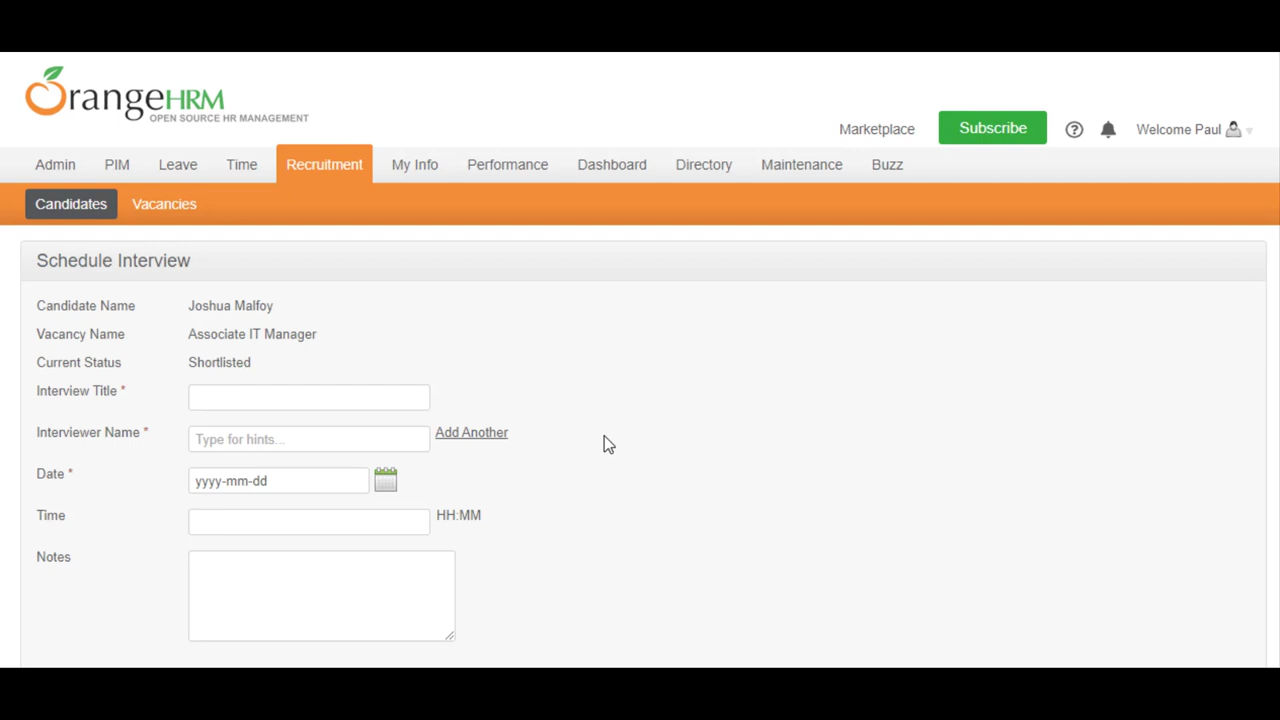 OrangeHRM
OPEN SOURCE HR MANAGEMENT
Marketplace Subscribe ? Welcome Paul
Admin PIM Leave Time Recruitment My Info Performance Dashboard Directory Maintenance Buzz
Candidates Vacancies
Schedule Interview
Candidate Name Joshua Malfoy
Vacancy Name Associate IT Manager
Current Status Shortlisted
Interview Title *
Interviewer Name * Type for hints... Add Another
Date * yyyy-mm-dd
Time HH:MM
Notes